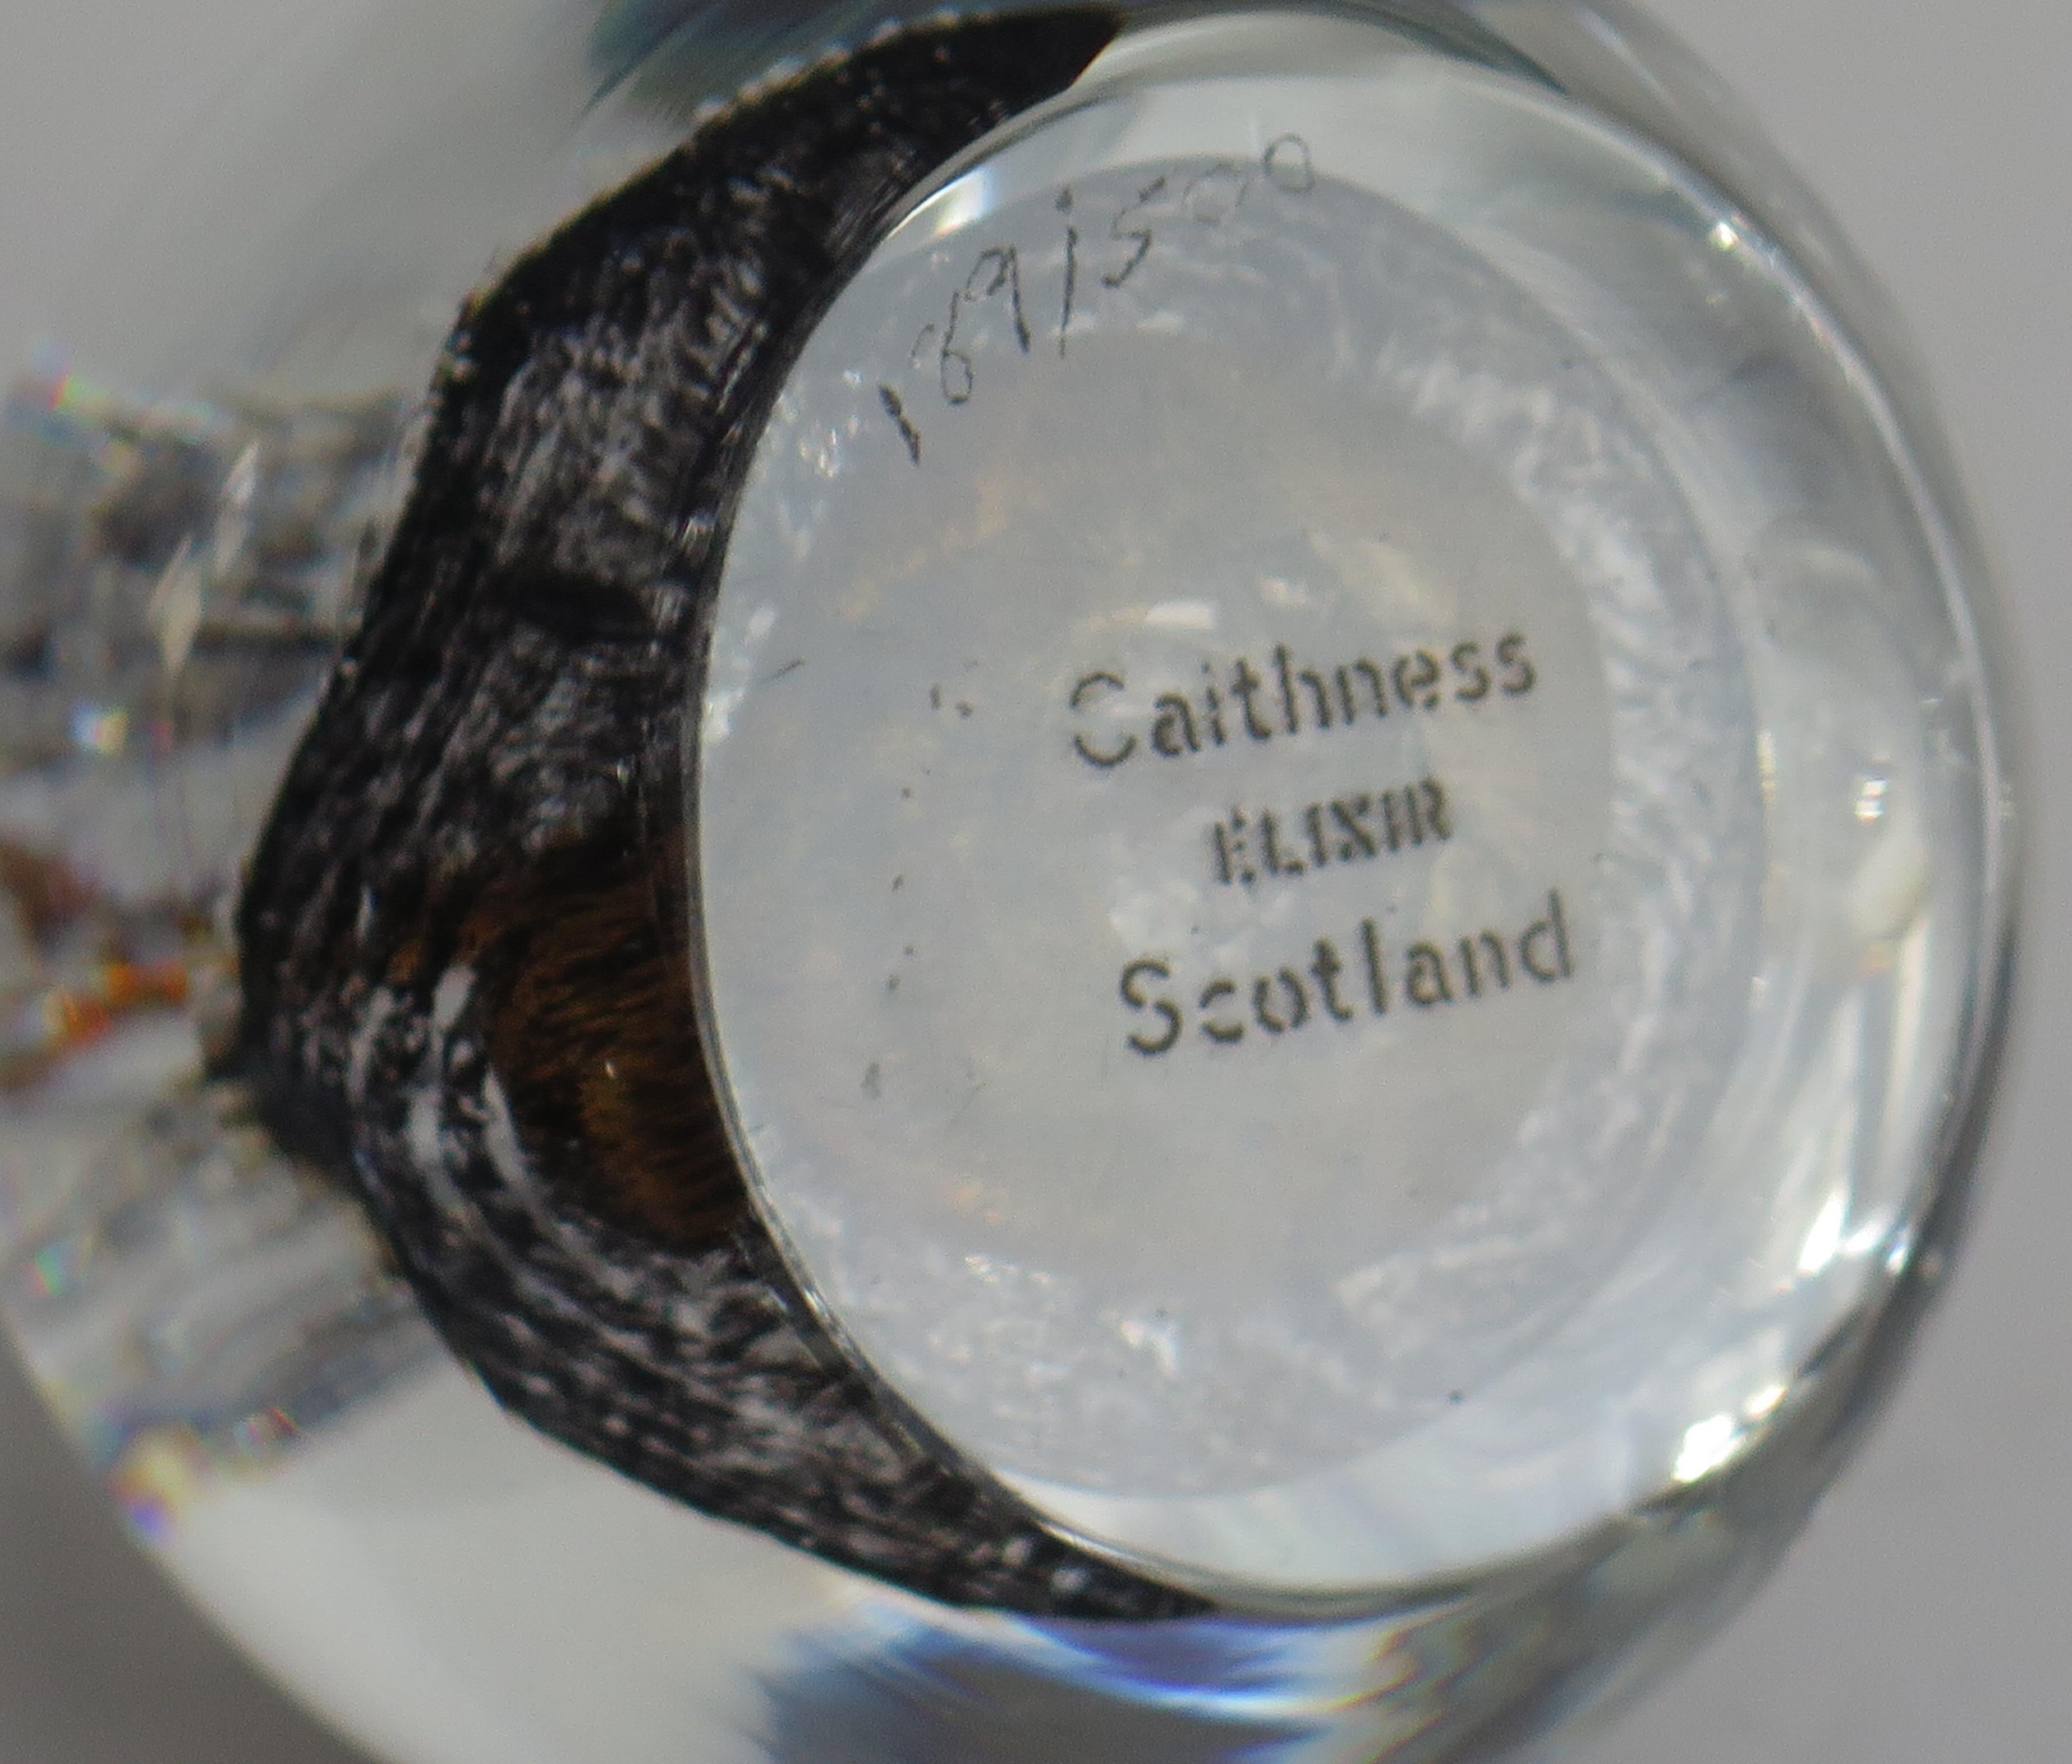 169/500
Caithness
ELIXIR
Scotland